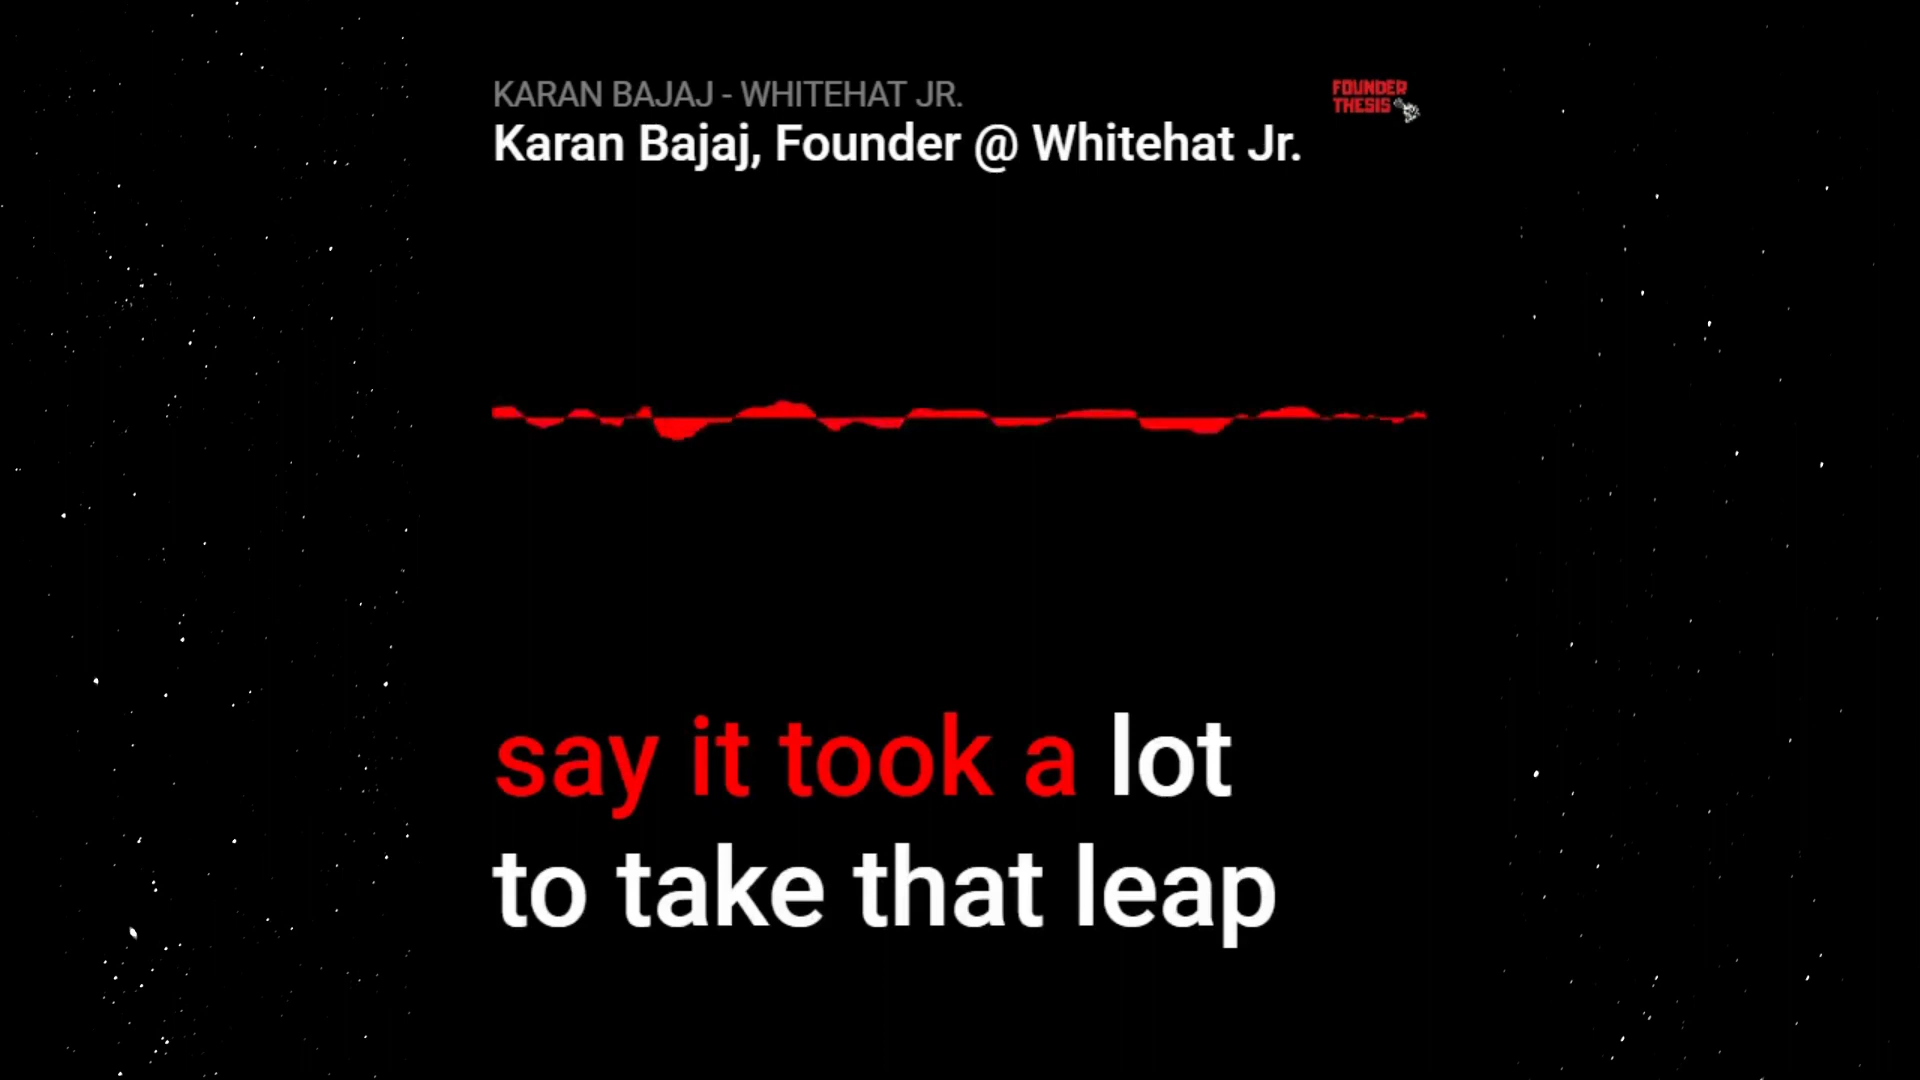 KARAN BAJAJ - WHITEHAT JR.
Karan Bajaj, Founder @ Whitehat Jr.
FOUNDER
THESIS
say it took a lot
to take that leap